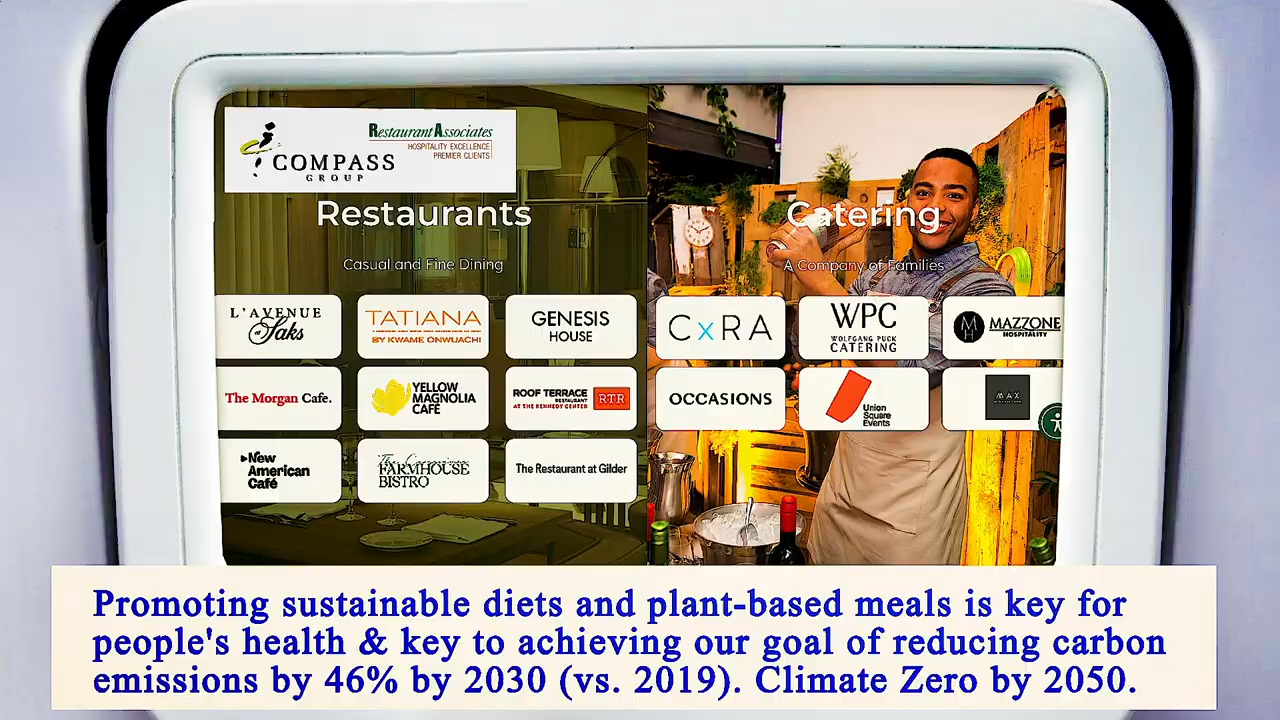 COMPASS
GROUP
Restaurant Associates
HOSPITALITY EXCELLENCE
PREMIER CLIENTS
Restaurants
Casual and Fine Dining
L'AVENUE
at Saks
TATIANA
BY KWAME ONWUACHI
GENESIS
HOUSE
The Morgan Cafe.
YELLOW
MAGNOLIA
CAFÉ
ROOF TERRACE
RESTAURANT
AT THE KENNEDY CENTER
RTR
New
American
Café
FARMHOUSE
BISTRO
The Restaurant at Gilder
Catering
A Company of Families
CxRA
WPC
WOLFGANG PUCK
CATERING
MH
MAZZONE
HOSPITALITY
OCCASIONS
Union
Square
Events
MAX
Promoting sustainable diets and plant-based meals is key for
people's health & key to achieving our goal of reducing carbon
emissions by 46% by 2030 (vs. 2019). Climate Zero by 2050.